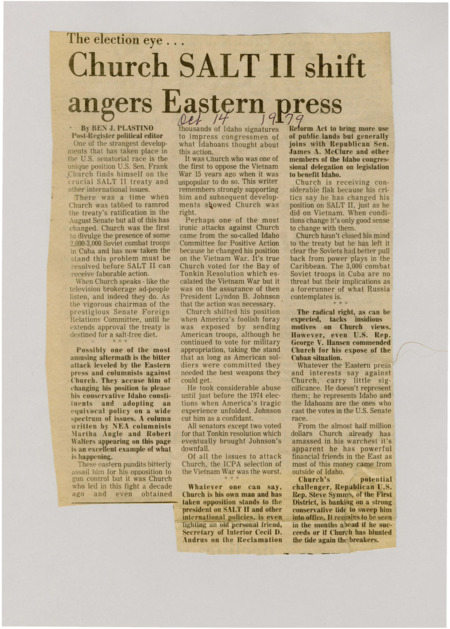 The election eye . . .
Church SALT II shift
angers Eastern press
Oct 14 1979
By BEN J. PLASTINO
Post-Register political editor
One of the strangest develop-
ments that has taken place in
the U.S. senatorial race is the
unique position U.S. Sen. Frank
Church finds himself on the
crucial SALT II treaty and
other international issues.
There was a time when
Church was tabbed to ramrod
the treaty's ratification in the
August Senate but all of this has
changed. Church was the first
to divulge the presence of some
2,000-3,000 Soviet combat troops
in Cuba and has now taken the
stand this problem must be
resolved before SALT II can
receive favorable action.
When Church speaks - like the
television brokerage ad-people
listen, and indeed they do. As
the vigorous chairman of the
prestigious Senate Foreign
Relations Committee, until he
extends approval the treaty is
destined for a salt-free diet.
* * *
Possibly one of the most
amusing aftermath is the bitter
attack leveled by the Eastern
press and columnists against
Church. They accuse him of
changing his position to please
his conservative Idaho consti-
tuents and adopting an
equivocal policy on a wide
spectrum of issues. A column
written by NEA columnists
Martha Angle and Robert
Walters appearing on this page
is an excellent example of what
is happening.
These eastern pundits bitterly
assail him for his opposition to
gun control but it was Church
who led in this fight a decade
ago and even obtained
thousands of Idaho signatures
to impress congressmen of
what Idahoans thought about
this action.
It was Church who was one of
the first to oppose the Vietnam
War 15 years ago when it was
unpopular to do so. This writer
remembers strongly supporting
him and subsequent develop-
ments showed Church was
right.
Perhaps one of the most
ironic attacks against Church
came from the so-called Idaho
Committee for Positive Action
because he changed his position
on the Vietnam War. It's true
Church voted for the Bay of
Tonkin Resolution which es-
calated the Vietnam War but it
was on the assurance of then
President Lyndon B. Johnson
that the action was necessary.
Church shifted his position
when America's foolish foray
was exposed by sending
American troops, although he
continued to vote for military
appropriation, taking the stand
that as long as American sol-
diers were committed they
needed the best weapons they
could get.
He took considerable abuse
until just before the 1974 elec-
tions when America's tragic
experience unfolded. Johnson
cut him as a confidant.
All senators except two voted
for that Tonkin resolution which
eventually brought Johnson's
downfall.
Of all the issues to attack
Church, the ICPA selection of
the Vietnam War was the worst.
* * *
Whatever one can say,
Church is his own man and has
taken opposition stands to the
president on SALT II and other
international policies, is even
fighting an old personal friend,
Secretary of Interior Cecil D.
Andrus on the Reclamation
Reform Act to bring more use
of public lands but generally
joins with Republican Sen.
James A. McClure and other
members of the Idaho congres-
sional delegation on legislation
to benefit Idaho.
Church is receiving con-
siderable flak because his cri-
tics say he has changed his
position on SALT II, just as he
did on Vietnam. When condi-
tions change it's only good sense
to change with them.
Church hasn't closed his mind
to the treaty but he has left it
clear the Soviets had better pull
back from power plays in the
Caribbean. The 3,000 combat
Soviet troops in Cuba are no
threat but their implications as
a forerunner of what Russia
contemplates is.
* * *
The radical right, as can be
expected, tacks insidious
motives on Church views.
However, even U.S. Rep.
George V. Hansen commended
Church for his expose of the
Cuban situation.
Whatever the Eastern press
and interests say against
Church, carry little sig-
nificance. He doesn't represent
them; he represents Idaho and
the Idahoans are the ones who
cast the votes in the U.S. Senate
race.
From the almost half million
dollars Church already has
amassed in his warchest it's
apparent he has powerful
financial friends in the East as
most of this money came from
outside of Idaho.
Church's potential
challenger, Republican U.S.
Rep. Steve Symms, of the First
District, is banking on a strong
conservative tide to sweep him
into office. It remains to be seen
in the months ahead if he suc-
ceeds or if Church has blunted
the tide again the breakers.